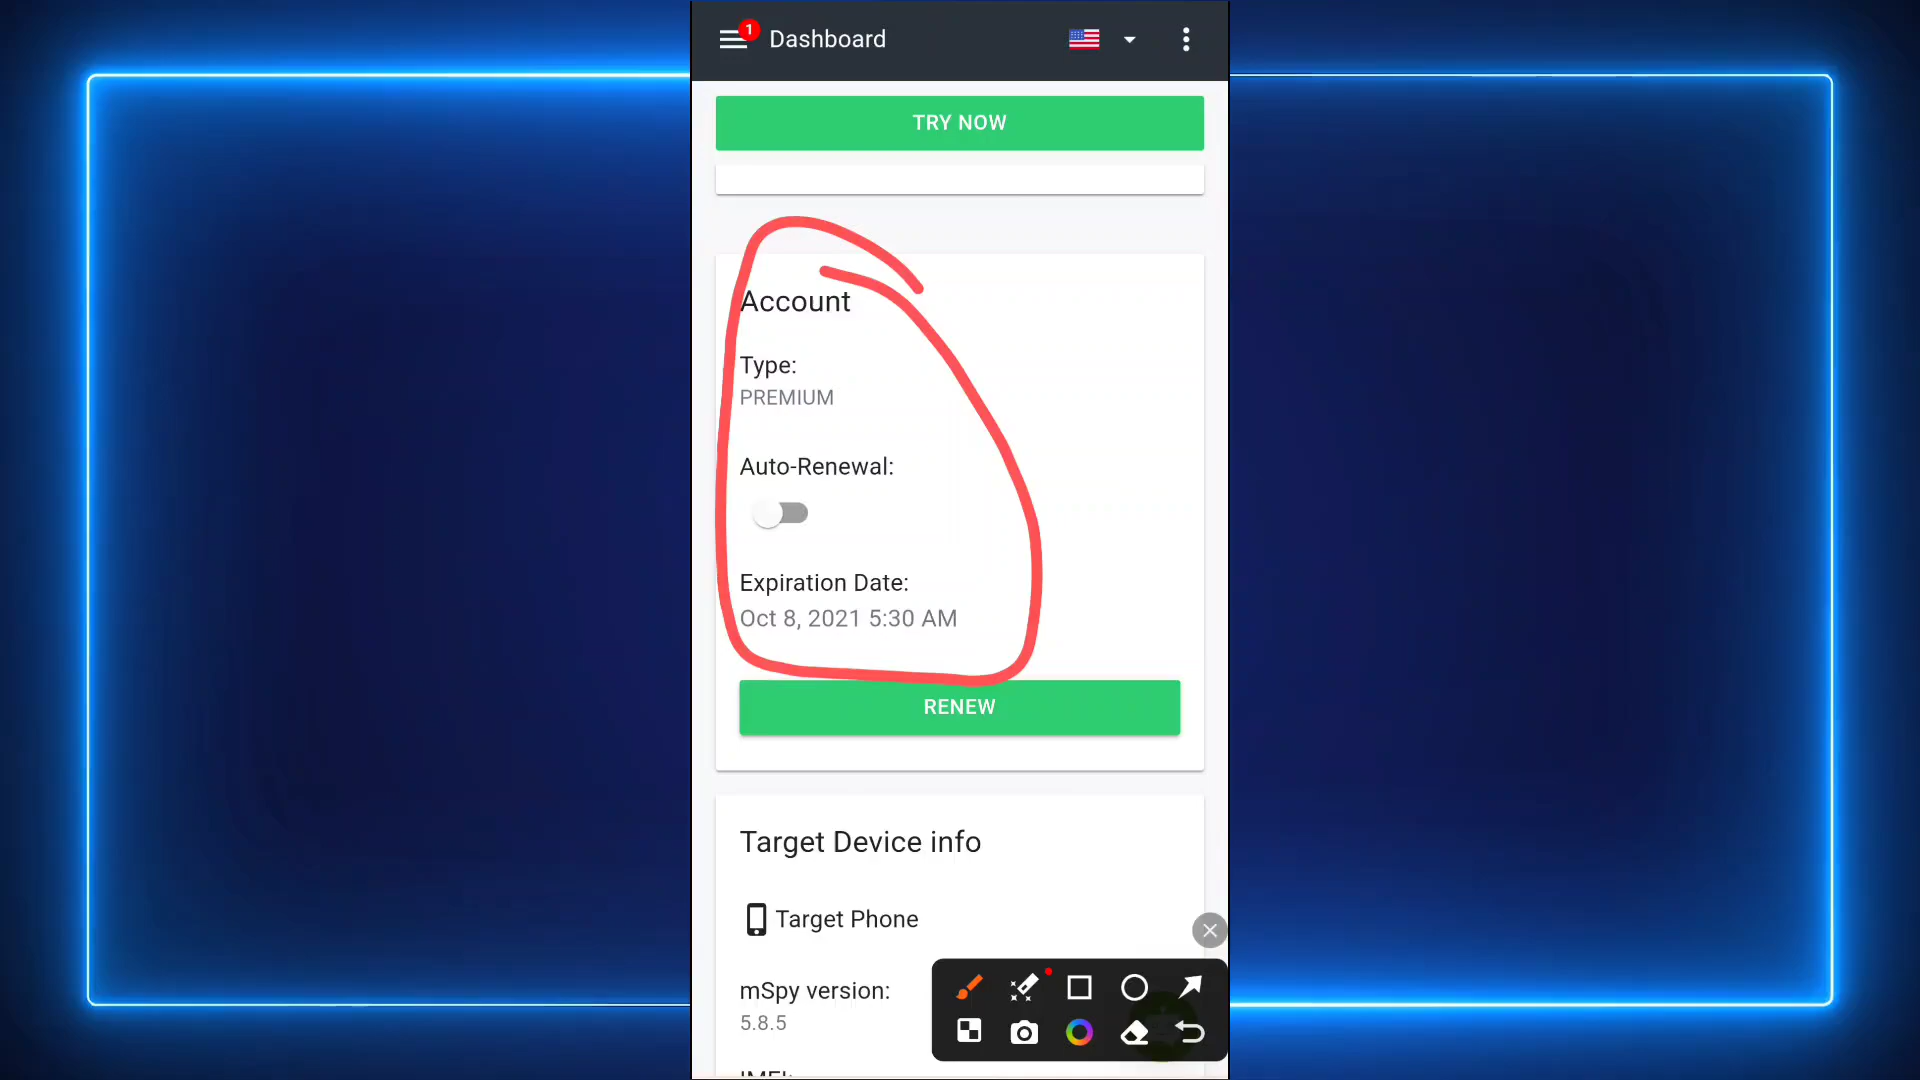 1
Dashboard
TRY NOW
Account
Type:
PREMIUM
Auto-Renewal:
Expiration Date:
Oct 8, 2021 5:30 AM
RENEW
Target Device info
Target Phone
mSpy version:
5.8.5